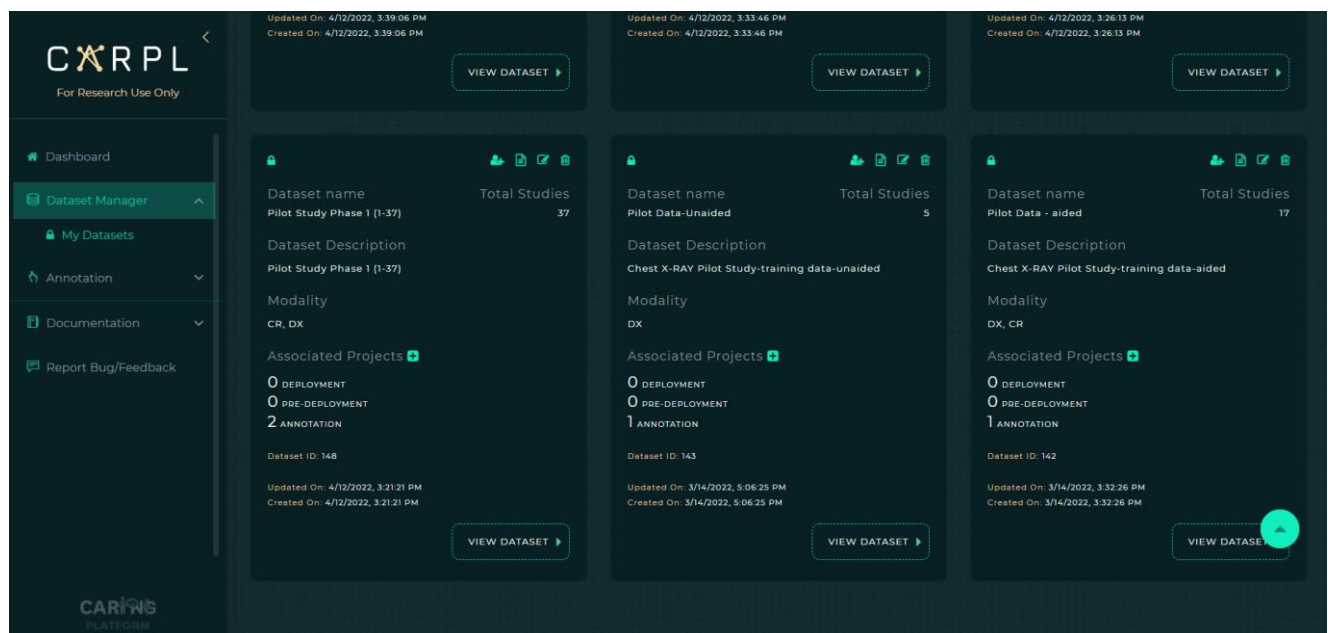 CARPL
For Research Use Only
Dashboard
Dataset Manager
My Datasets
Annotation
Documentation
Report Bug/Feedback
CARING
PLATFORM
Updated On: 4/12/2022, 3:39:06 PM
Created On: 4/12/2022, 3:39:06 PM
VIEW DATASET
Updated On: 4/12/2022, 3:33:46 PM
Created On: 4/12/2022, 3:33:46 PM
VIEW DATASET
Updated On: 4/12/2022, 3:26:13 PM
Created On: 4/12/2022, 3:26:13 PM
VIEW DATASET
Dataset name Total Studies
Pilot Study Phase 1 (1-37) 37
Dataset Description
Pilot Study Phase 1 (1-37)
Modality
CR, DX
Associated Projects
0 DEPLOYMENT
0 PRE-DEPLOYMENT
2 ANNOTATION
Dataset ID: 148
Updated On: 4/12/2022, 3:21:21 PM
Created On: 4/12/2022, 3:21:21 PM
VIEW DATASET
Dataset name Total Studies
Pilot Data-Unaided 5
Dataset Description
Chest X-RAY Pilot Study-training data-unaided
Modality
DX
Associated Projects
0 DEPLOYMENT
0 PRE-DEPLOYMENT
1 ANNOTATION
Dataset ID: 143
Updated On: 3/14/2022, 5:06:25 PM
Created On: 3/14/2022, 5:06:25 PM
VIEW DATASET
Dataset name Total Studies
Pilot Data - aided 17
Dataset Description
Chest X-RAY Pilot Study-training data-aided
Modality
DX, CR
Associated Projects
0 DEPLOYMENT
0 PRE-DEPLOYMENT
1 ANNOTATION
Dataset ID: 142
Updated On: 3/14/2022, 3:32:26 PM
Created On: 3/14/2022, 3:32:26 PM
VIEW DATASE